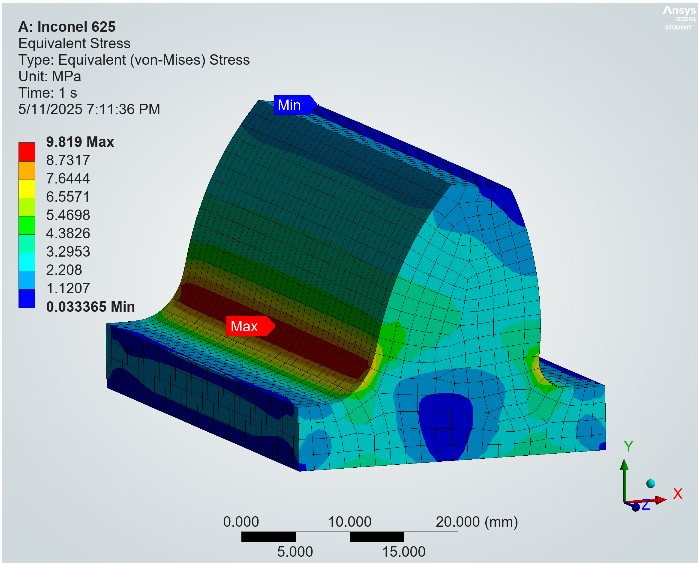 Ansys
STUDENT
A: Inconel 625
Equivalent Stress
Type: Equivalent (von-Mises) Stress
Unit: MPa
Time: 1 s
5/11/2025 7:11:36 PM
9.819 Max
8.7317
7.6444
6.5571
5.4698
4.3826
3.2953
2.208
1.1207
0.033365 Min
Min
Max
Y
X
Z
0.000 10.000 20.000 (mm)
5.000 15.000